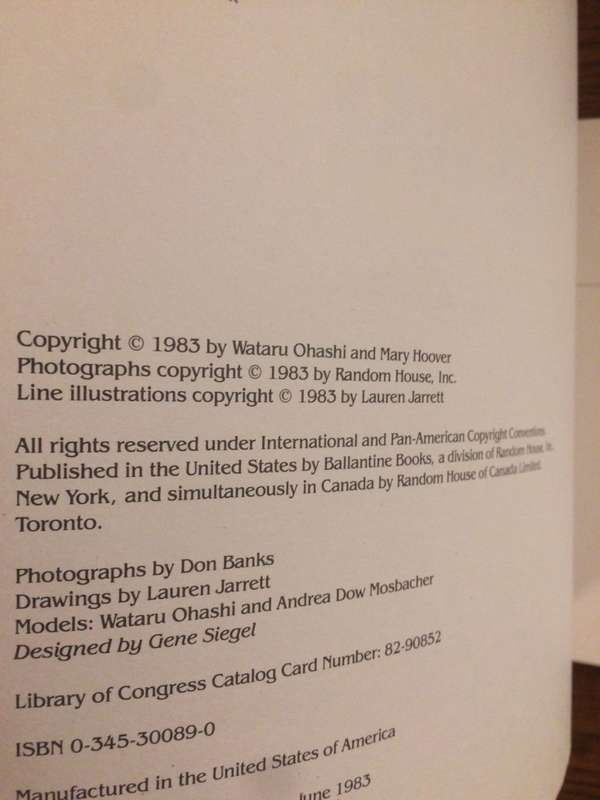 Copyright © 1983 by Wataru Ohashi and Mary Hoover
Photographs copyright © 1983 by Random House, Inc.
Line illustrations copyright © 1983 by Lauren Jarrett
All rights reserved under International and Pan-American Copyright Conventions
Published in the United States by Ballantine Books, a division of Random House, Inc.
New York, and simultaneously in Canada by Random House of Canada Limited
Toronto.
Photographs by Don Banks
Drawings by Lauren Jarrett
Models: Wataru Ohashi and Andrea Dow Mosbacher
Designed by Gene Siegel
Library of Congress Catalog Card Number: 82-90852
ISBN 0-345-30089-0
Manufactured in the United States of America
June 1983